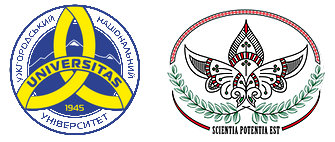 УЖГОРОДСЬКИЙ НАЦІОНАЛЬНИЙ
УНІВЕРСИТЕТ
UNIVERSITAS
1945
SCIENTIA POTENTIA EST